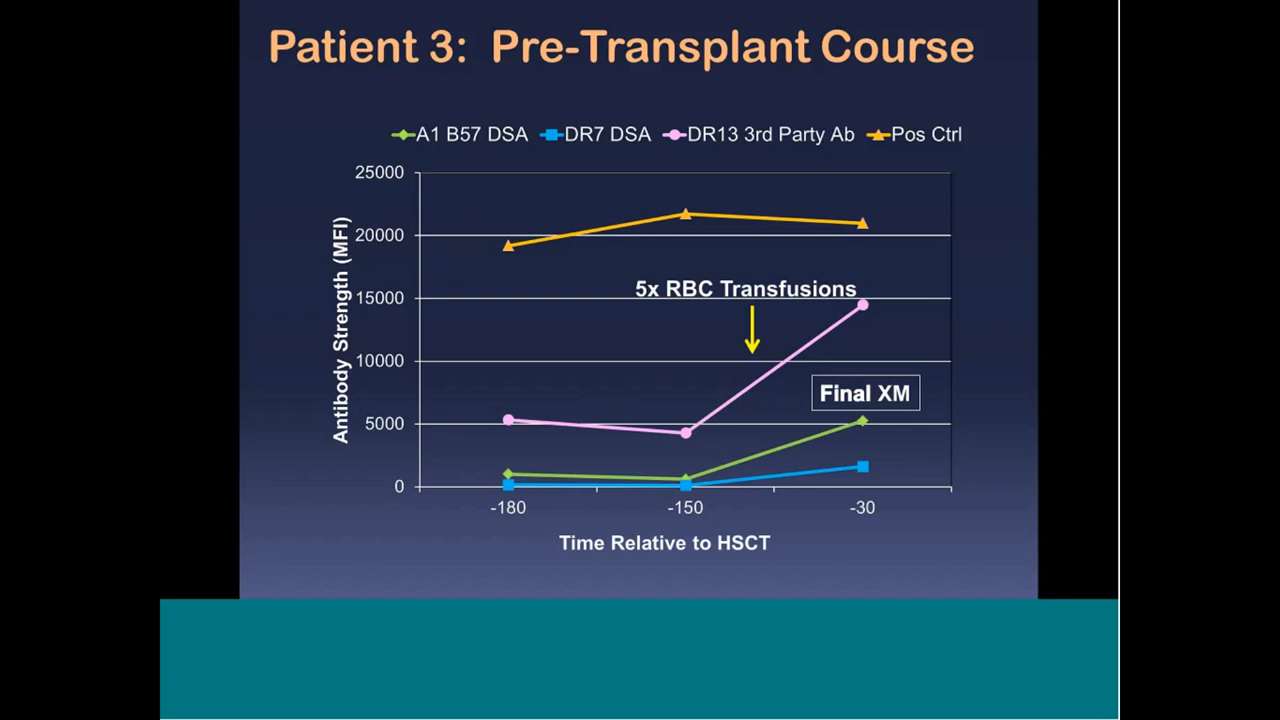 Patient 3: Pre-Transplant Course
A1 B57 DSA DR7 DSA DR13 3rd Party Ab Pos Ctrl
25000
20000
15000
10000
5000
0
Antibody Strength (MFI)
5x RBC Transfusions
Final XM
-180 -150 -30
Time Relative to HSCT